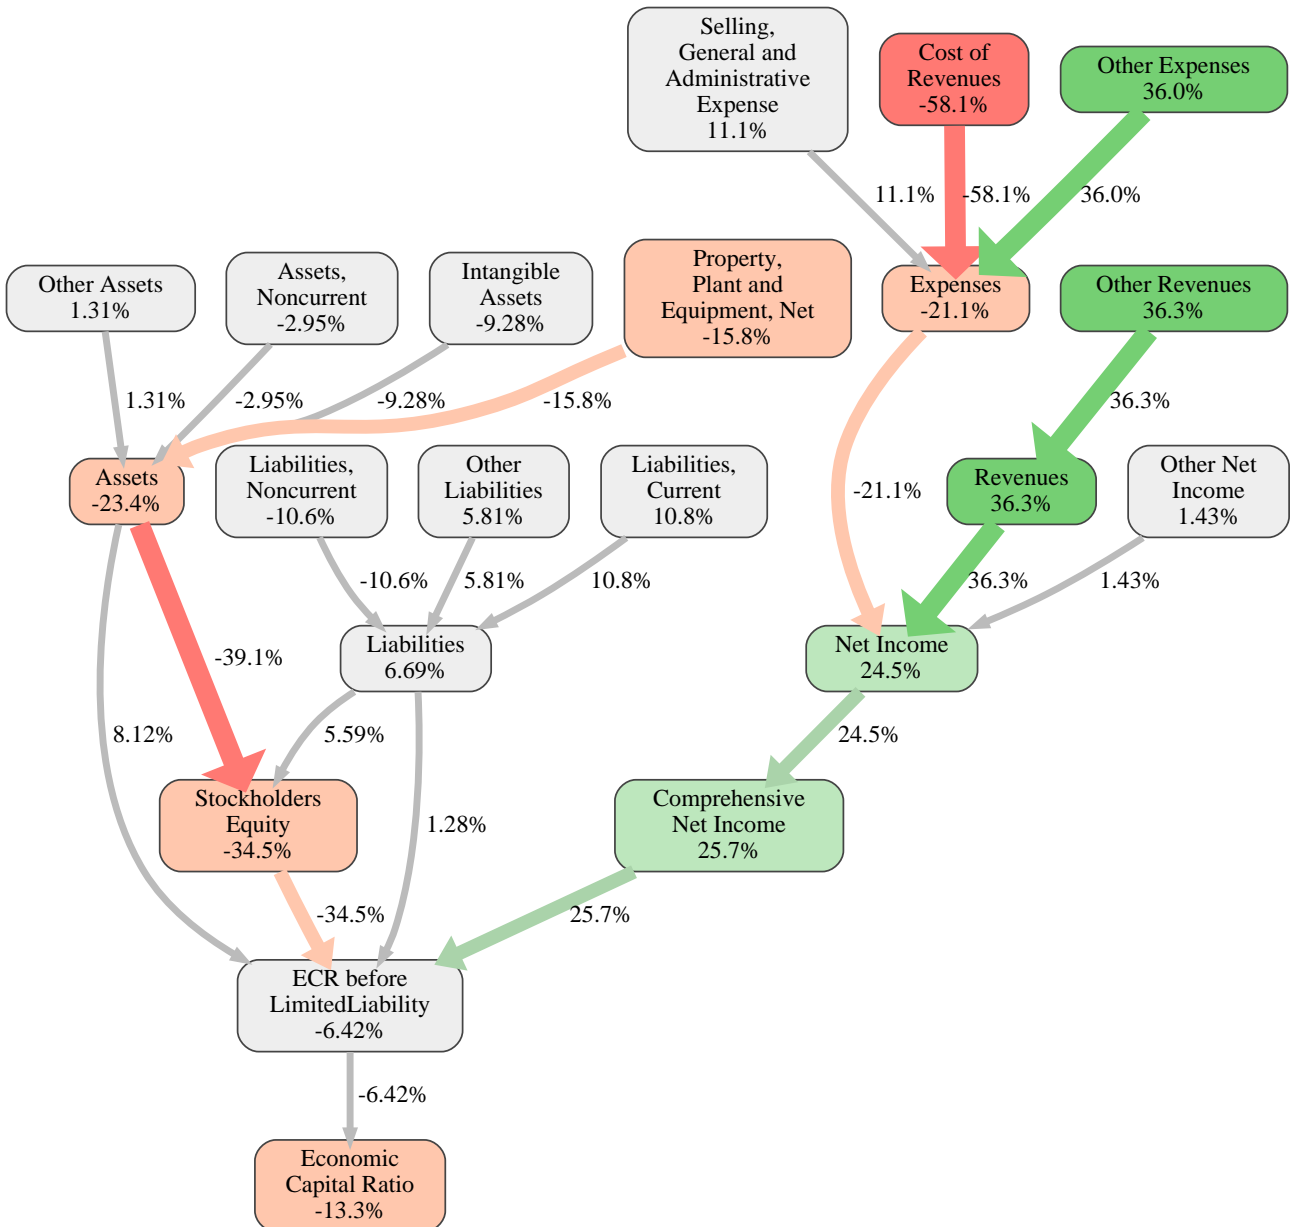 Selling,
General and
Administrative
Expense
11.1%
Cost of
Revenues
-58.1%
Other Expenses
36.0%
11.1%
-58.1%
36.0%
Other Assets
1.31%
Assets,
Noncurrent
-2.95%
Intangible
Assets
-9.28%
Property,
Plant and
Equipment, Net
-15.8%
Expenses
-21.1%
Other Revenues
36.3%
1.31%
-2.95%
-9.28%
-15.8%
36.3%
Assets
-23.4%
Liabilities,
Noncurrent
-10.6%
Other
Liabilities
5.81%
Liabilities,
Current
10.8%
-21.1%
Revenues
36.3%
Other Net
Income
1.43%
-10.6%
5.81%
10.8%
36.3%
1.43%
-39.1%
Liabilities
6.69%
Net Income
24.5%
8.12%
5.59%
24.5%
Stockholders
Equity
-34.5%
1.28%
Comprehensive
Net Income
25.7%
-34.5%
25.7%
ECR before
LimitedLiability
-6.42%
-6.42%
Economic
Capital Ratio
-13.3%